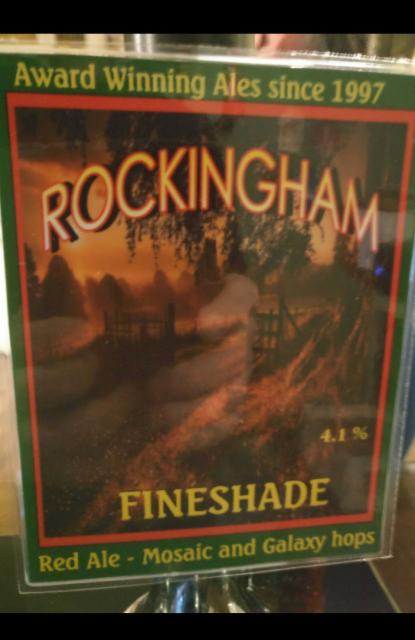 Award Winning Ales since 1997
ROCKINGHAM
4.1 %
FINESHADE
Red Ale - Mosaic and Galaxy hops